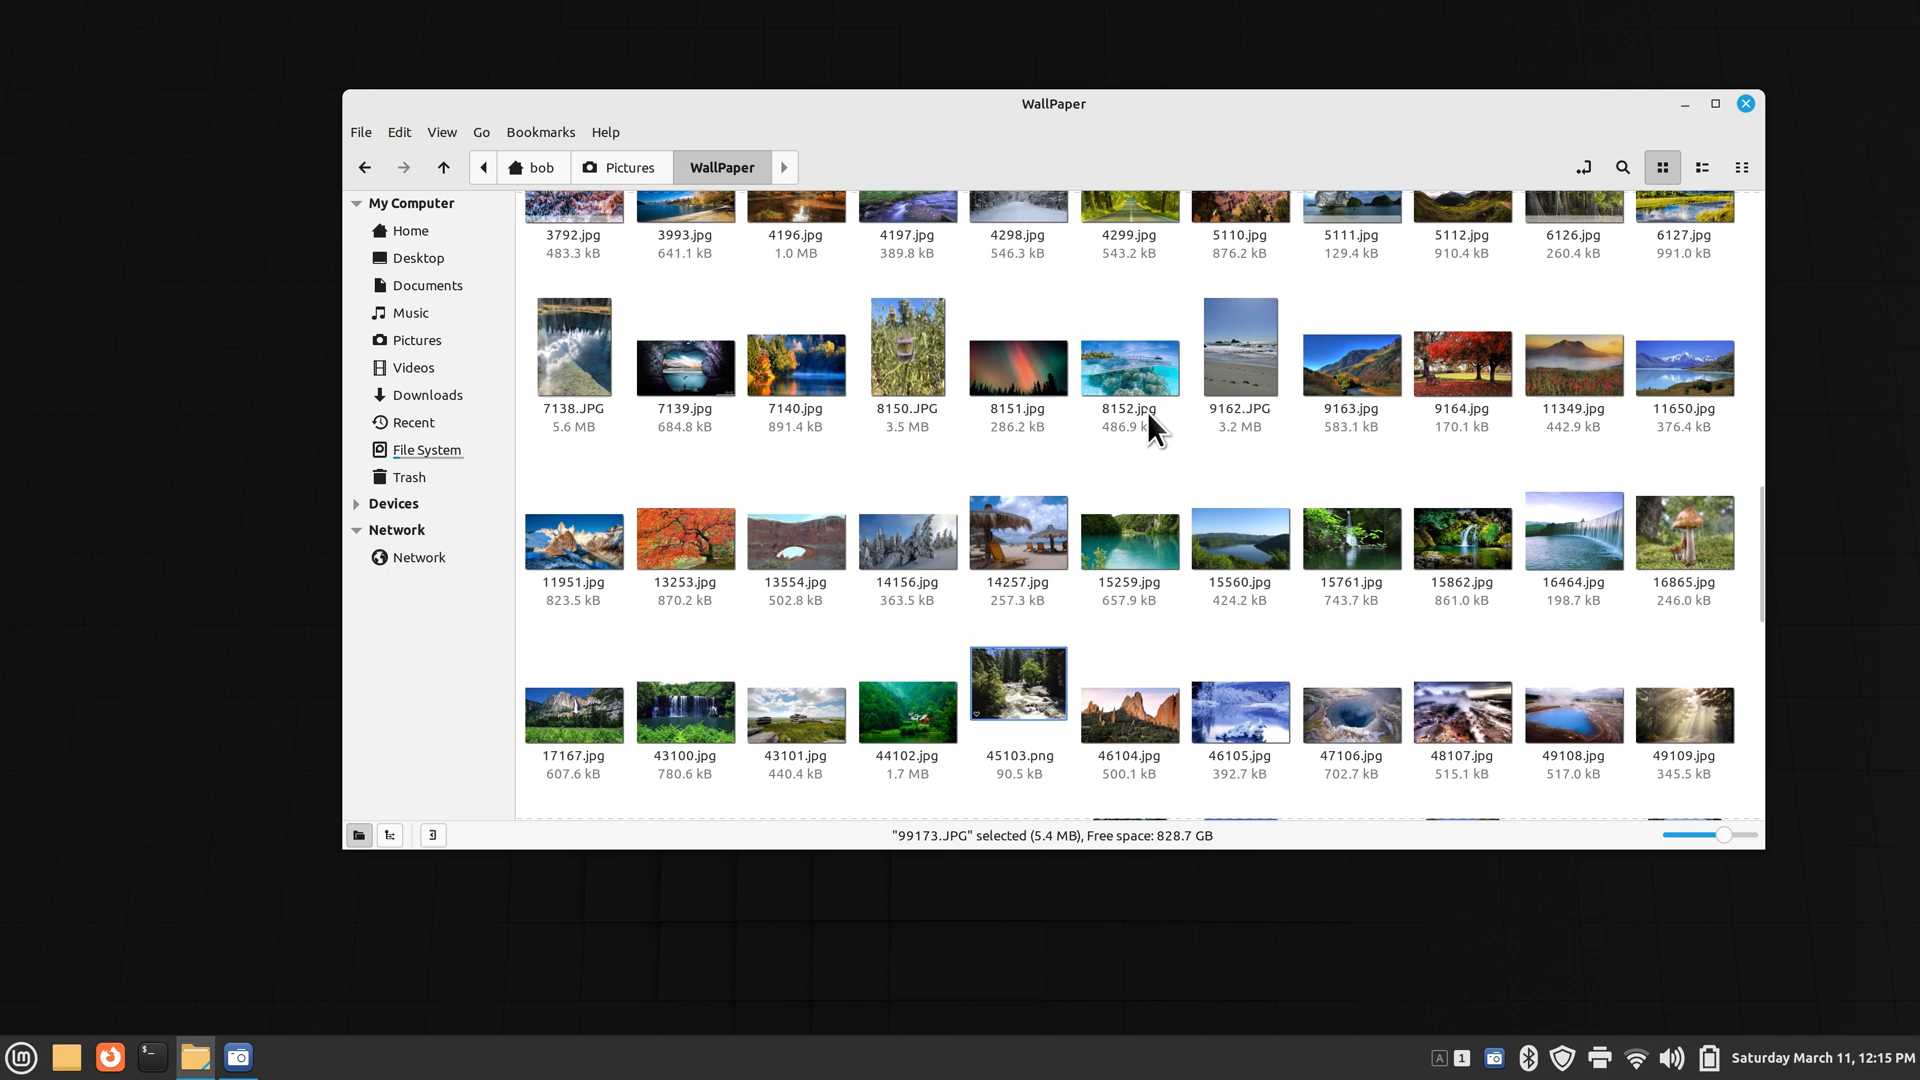 WallPaper
File Edit View Go Bookmarks Help
bob Pictures WallPaper
My Computer
Home
Desktop
Documents
Music
Pictures
Videos
Downloads
Recent
File System
Trash
Devices
Network
Network
3792.jpg 3993.jpg 4196.jpg 4197.jpg 4298.jpg 4299.jpg 5110.jpg 5111.jpg 5112.jpg 6126.jpg 6127.jpg
483.3 kB 641.1 kB 1.0 MB 389.8 kB 546.3 kB 543.2 kB 876.2 kB 129.4 kB 910.4 kB 260.4 kB 991.0 kB
7138.JPG 7139.jpg 7140.jpg 8150.JPG 8151.jpg 8152.jpg 9162.JPG 9163.jpg 9164.jpg 11349.jpg 11650.jpg
5.6 MB 684.8 kB 891.4 kB 3.5 MB 286.2 kB 486.9 k 3.2 MB 583.1 kB 170.1 kB 442.9 kB 376.4 kB
11951.jpg 13253.jpg 13554.jpg 14156.jpg 14257.jpg 15259.jpg 15560.jpg 15761.jpg 15862.jpg 16464.jpg 16865.jpg
823.5 kB 870.2 kB 502.8 kB 363.5 kB 257.3 kB 657.9 kB 424.2 kB 743.7 kB 861.0 kB 198.7 kB 246.0 kB
17167.jpg 43100.jpg 43101.jpg 44102.jpg 45103.png 46104.jpg 46105.jpg 47106.jpg 48107.jpg 49108.jpg 49109.jpg
607.6 kB 780.6 kB 440.4 kB 1.7 MB 90.5 kB 500.1 kB 392.7 kB 702.7 kB 515.1 kB 517.0 kB 345.5 kB
"99173.JPG" selected (5.4 MB), Free space: 828.7 GB
A 1 Saturday March 11, 12:15 PM